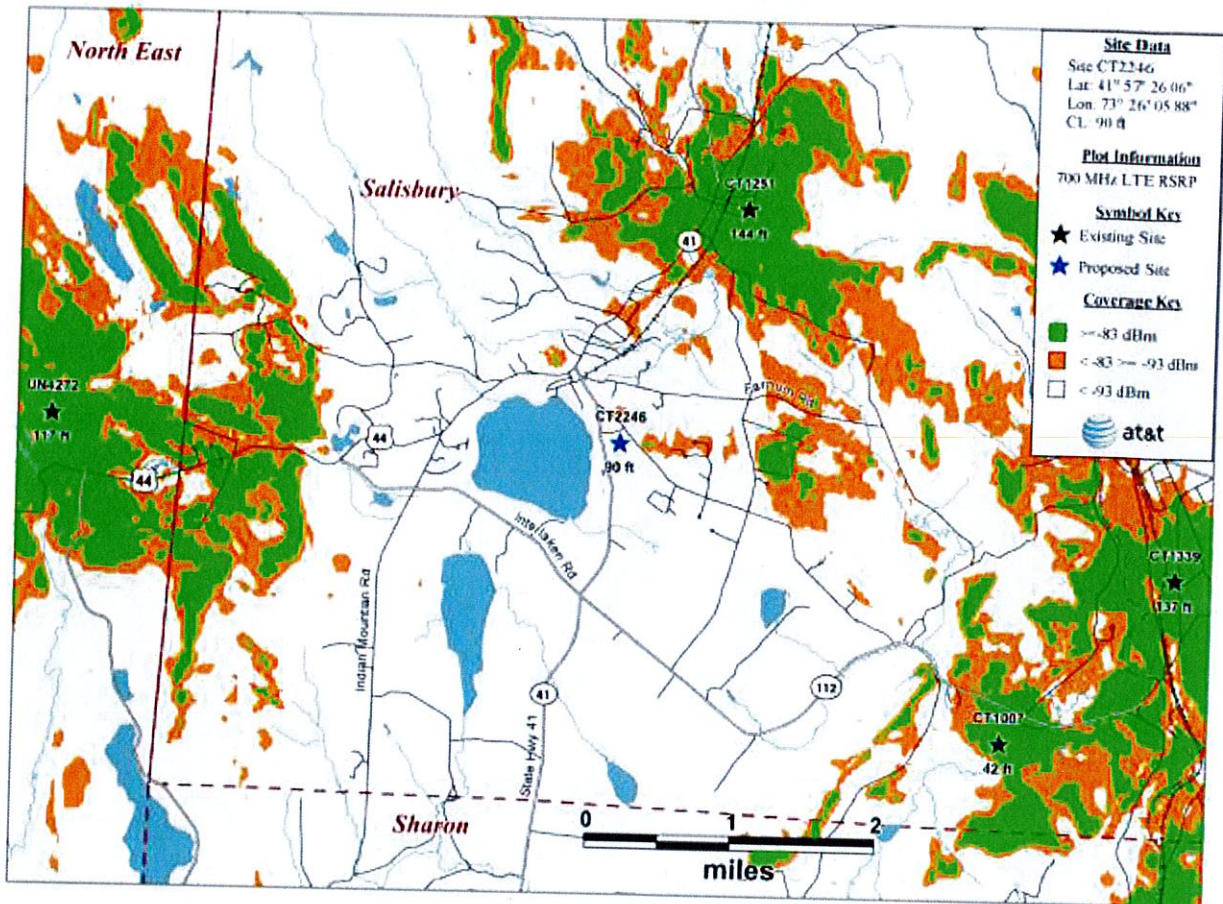 North East
Salisbury
Sharon
Site Data
Site CT2246
Lat: 41° 57' 26.06"
Lon: 73° 26' 05.88"
CL: 90 ft
Plot Information
700 MHz LTE RSRP
Symbol Key
Existing Site
Proposed Site
Coverage Key
>=-83 dBm
< -83 >= -93 dBm
< -93 dBm
at&t
CT1251
144 ft
41
UN4272
117 ft
44
44
Farnum Rd
CT2246
90 ft
Interlaken Rd
Indian Mountain Rd
41
State Hwy 41
112
CT1339
137 ft
CT1007
42 ft
0 1 2
miles